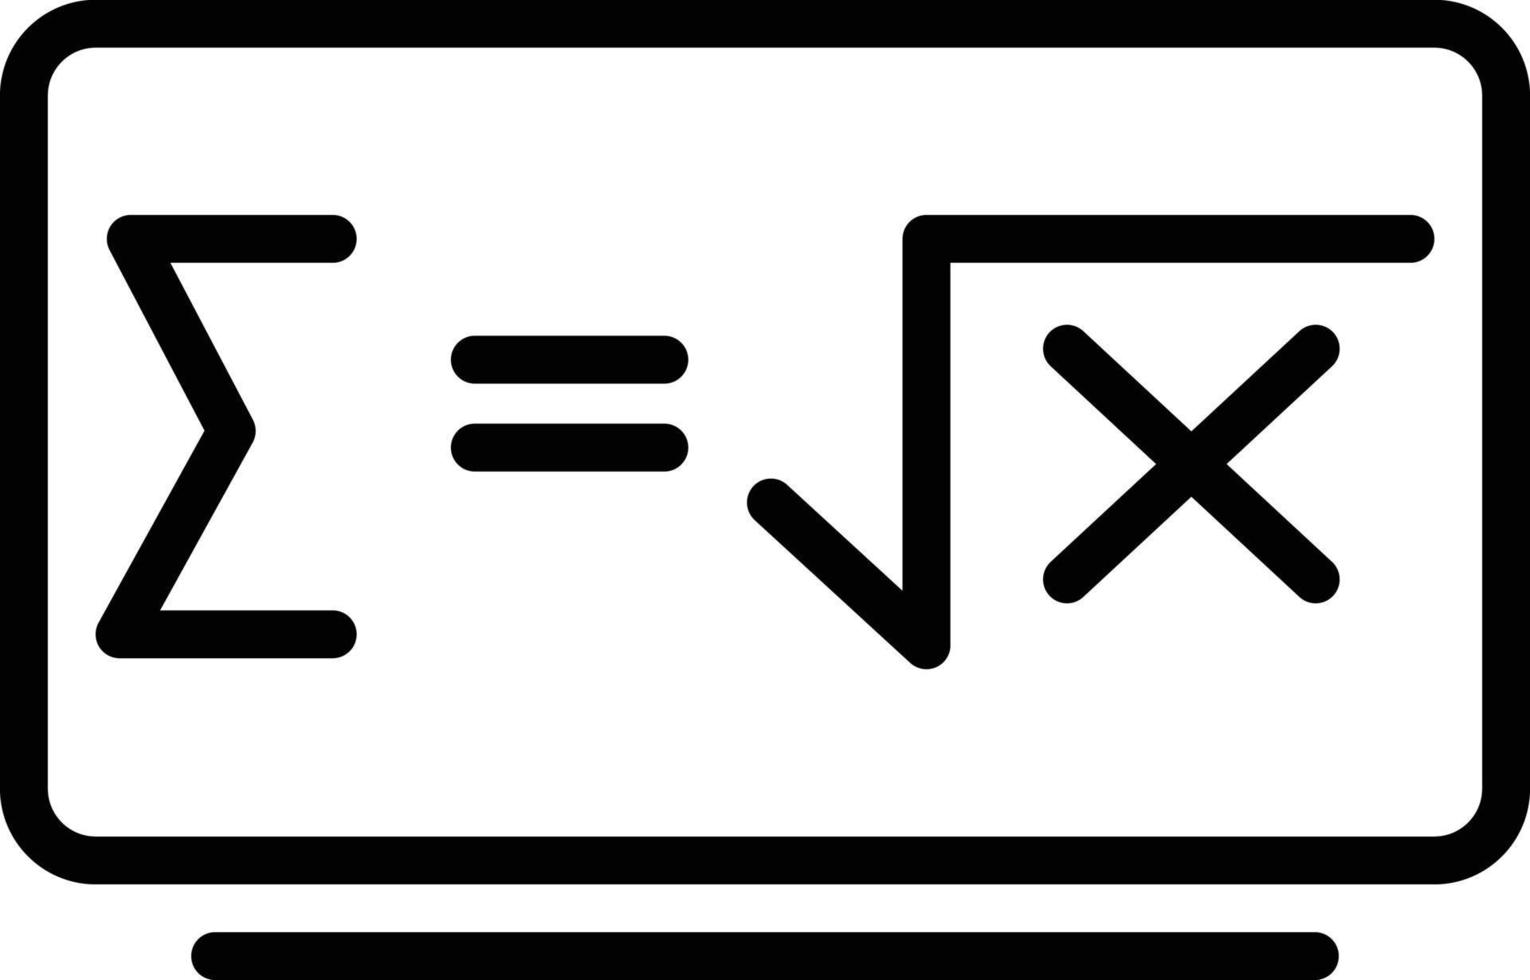 Σ = √x